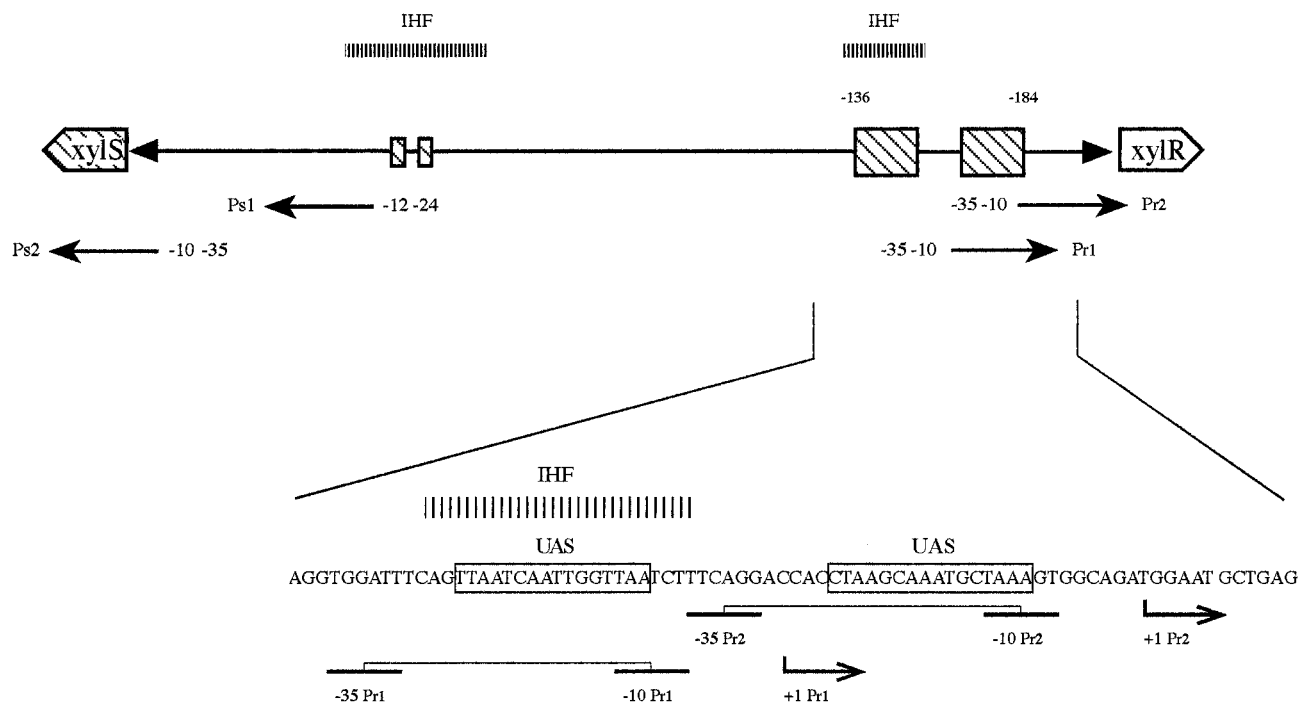 IHF IHF
-136 -184
xylS xylR
Ps1 -12 -24 -35 -10 Pr2
Ps2 -10 -35 -35 -10 Pr1
IHF
UAS UAS
AGGTGGATTTCAGTTAATCAATTGGTTAATCTTTCAGGACCACCTAAGCAAATGCTAAAGTGGCAGATGGAAT GCTGAG
-35 Pr2 -10 Pr2 +1 Pr2
-35 Pr1 -10 Pr1 +1 Pr1